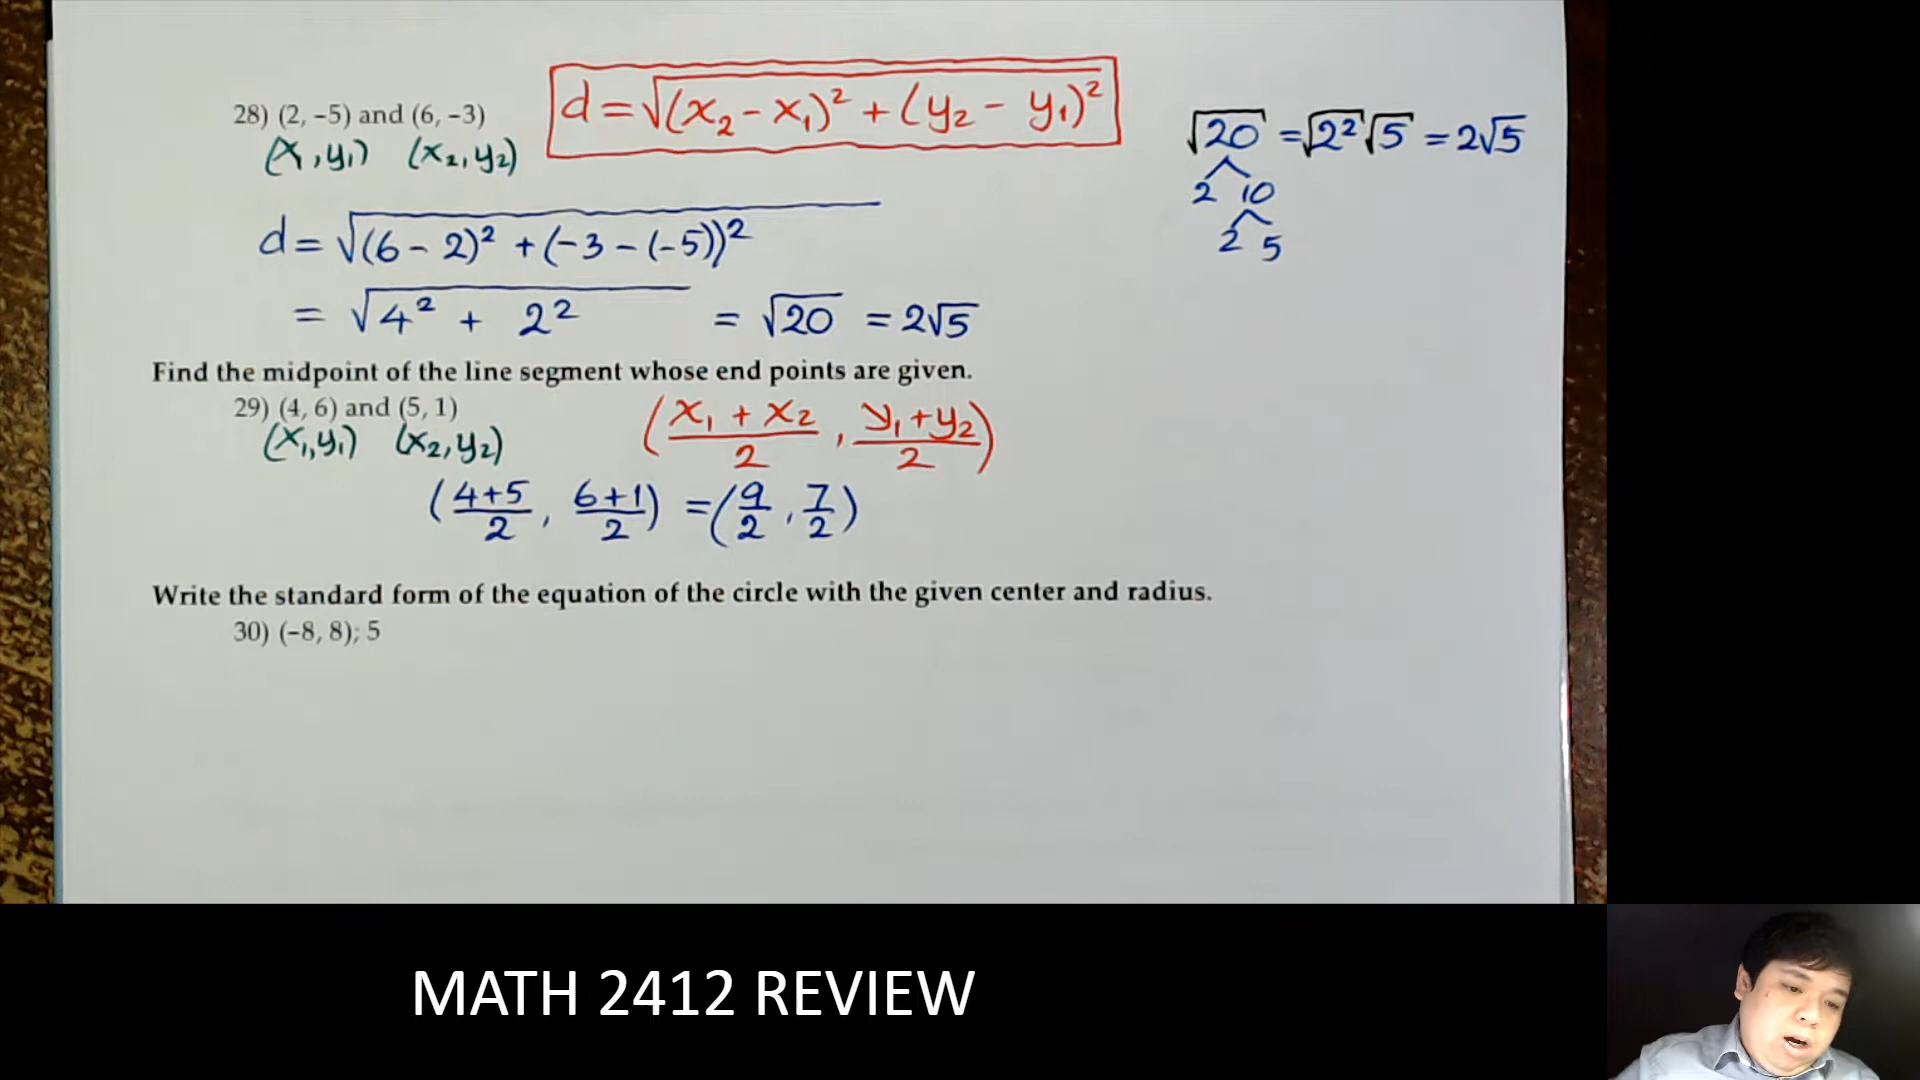 28) (2, −5) and (6, −3)
d = √(x₂ − x₁)² + (y₂ − y₁)²
(x, y₁) (x₂, y₂)
√20 = √2² √5 = 2√5
2 10
2 5
d = √(6 − 2)² + (−3 − (−5))²
= √4² + 2² = √20 = 2√5
Find the midpoint of the line segment whose end points are given.
29) (4, 6) and (5, 1)
(x₁, y₁) (x₂, y₂)
(x₁ + x₂ / 2 , y₁ + y₂ / 2)
(4+5 / 2 , 6+1 / 2) = (9/2 , 7/2)
Write the standard form of the equation of the circle with the given center and radius.
30) (−8, 8); 5
MATH 2412 REVIEW